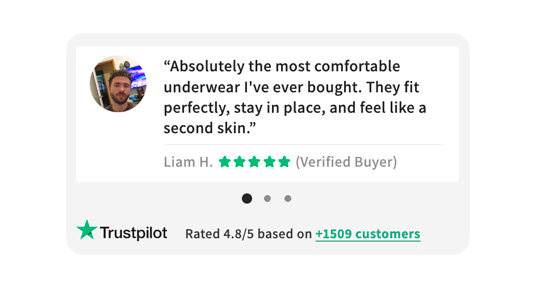 “Absolutely the most comfortable
underwear I've ever bought. They fit
perfectly, stay in place, and feel like a
second skin.”
Liam H. (Verified Buyer)
Trustpilot Rated 4.8/5 based on +1509 customers